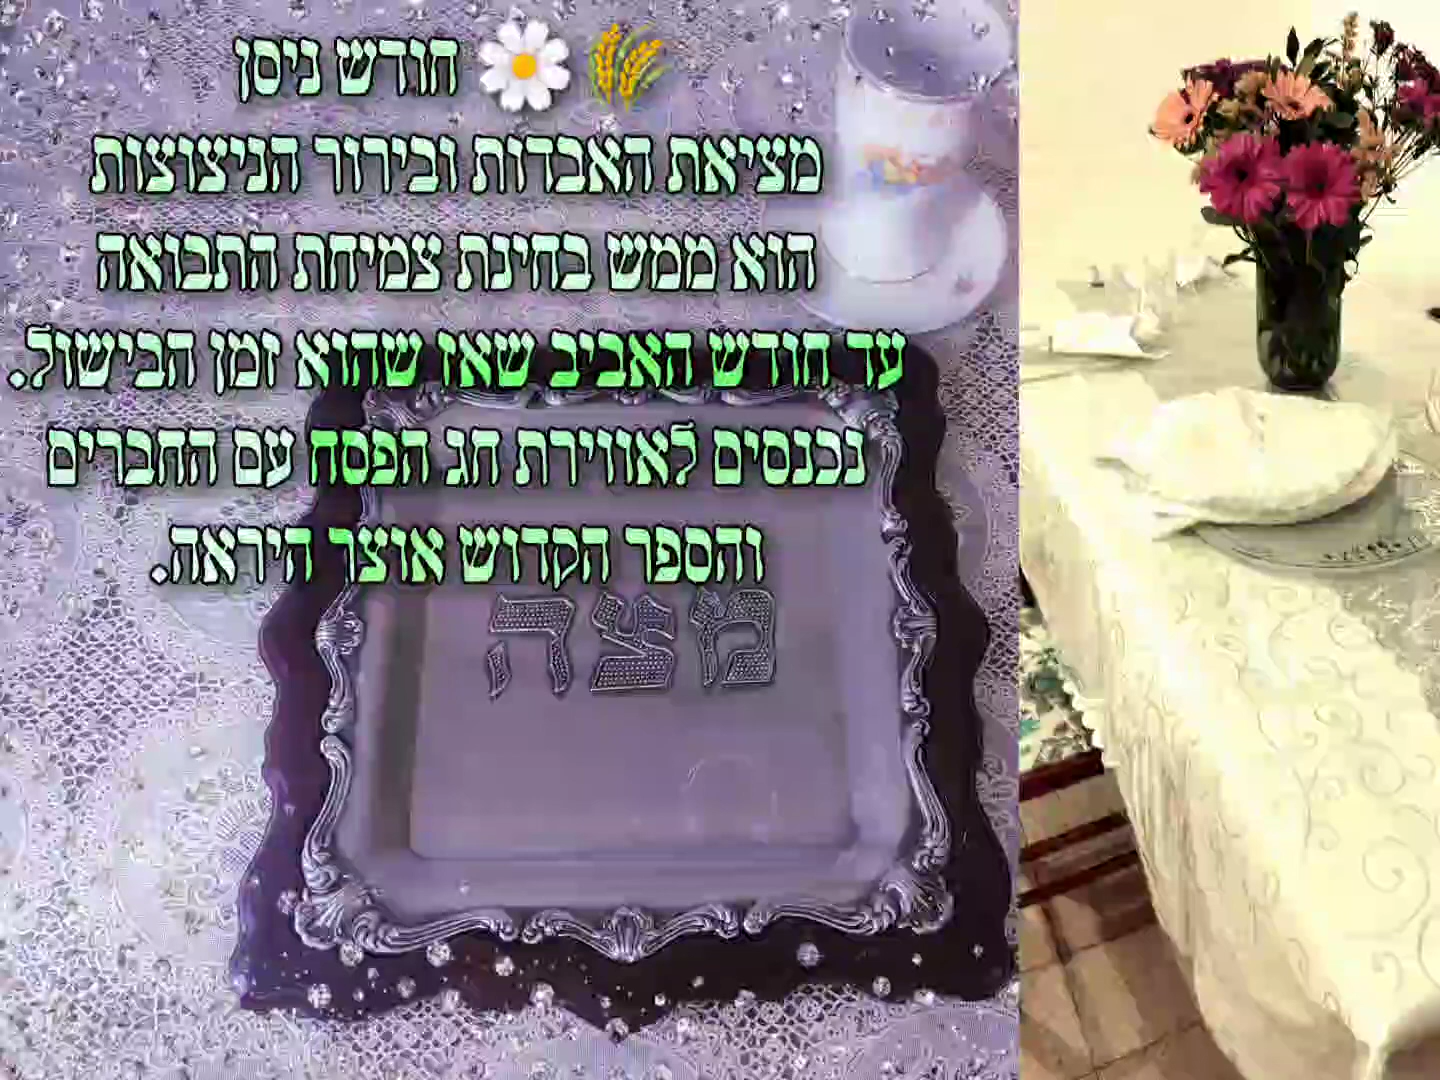 חודש ניסן 🌼🌾
מציאת האבדות ובירור הניצוצות
הוא ממש בחינת צמיחת התבואה
עד חודש האביב שאז שהוא זמן הבישול.
נכנסים לאווירת חג הפסח עם החברים
והספר הקדוש אוצר היראה.
מצה